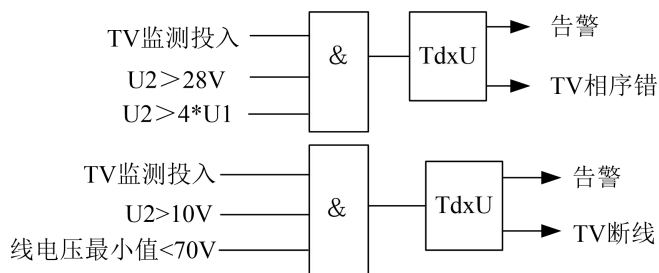 TV监测投入
U2＞28V
U2＞4*U1
&
TdxU
告警
TV相序错
TV监测投入
U2>10V
线电压最小值<70V
&
TdxU
告警
TV断线